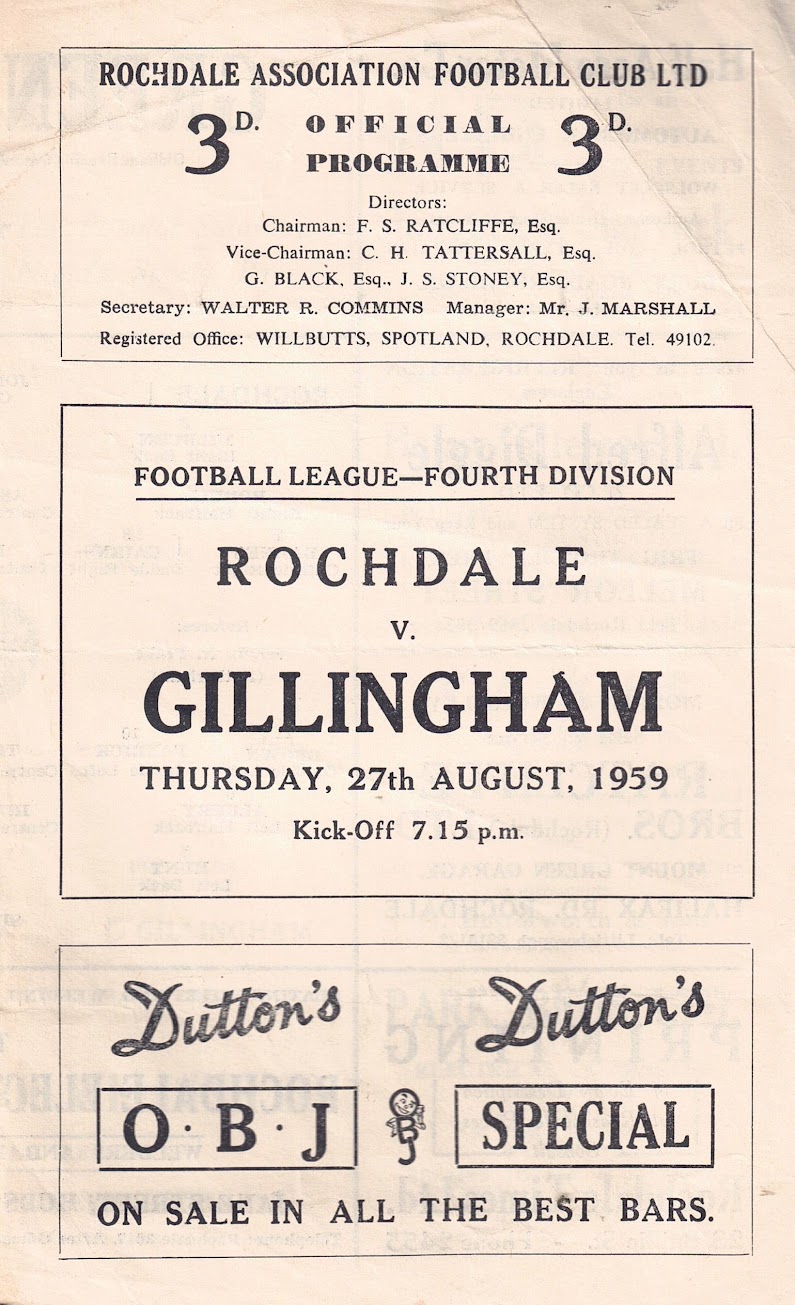 ROCHDALE ASSOCIATION FOOTBALL CLUB LTD
3D. OFFICIAL PROGRAMME 3D.
Directors:
Chairman: F. S. RATCLIFFE, Esq.
Vice-Chairman: C. H. TATTERSALL, Esq.
G. BLACK, Esq., J. S. STONEY, Esq.
Secretary: WALTER R. COMMINS Manager: Mr. J. MARSHALL
Registered Office: WILLBUTTS, SPOTLAND, ROCHDALE. Tel. 49102.
FOOTBALL LEAGUE—FOURTH DIVISION
ROCHDALE
V.
GILLINGHAM
THURSDAY, 27th AUGUST, 1959
Kick-Off 7.15 p.m.
Dutton's Dutton's
O·B·J OBJ SPECIAL
ON SALE IN ALL THE BEST BARS.